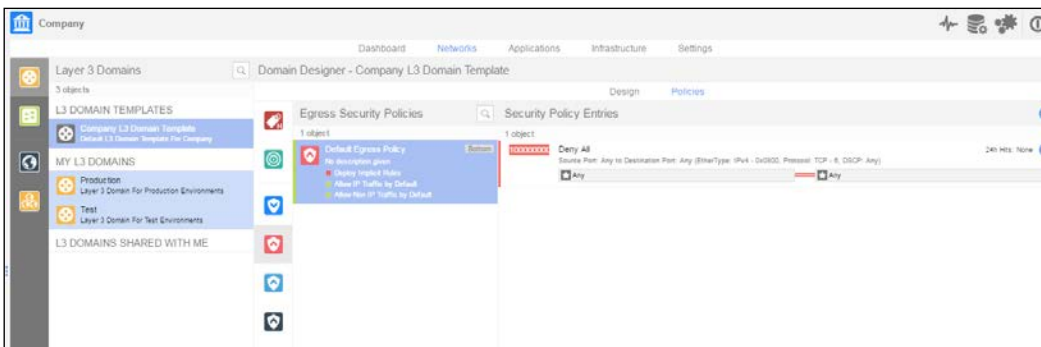 Company
Dashboard Networks Applications Infrastructure Settings
Layer 3 Domains
3 objects
L3 DOMAIN TEMPLATES
Company L3 Domain Template
Default L3 Domain Template For Company
MY L3 DOMAINS
Production
Layer 3 Domain For Production Environments
Test
Layer 3 Domain For Test Environments
L3 DOMAINS SHARED WITH ME
Domain Designer - Company L3 Domain Template
Design Policies
Egress Security Policies
1 object
Default Egress Policy
Bottom
No description given
Deploy Implicit Rules
Allow IP Traffic by Default
Allow Non IP Traffic by Default
Security Policy Entries
1 object
Deny All
24h Hits: None
Source Port: Any to Destination Port: Any (EtherType: IPv4 - 0x0800, Protocol: TCP - 6, DSCP: Any)
Any Any